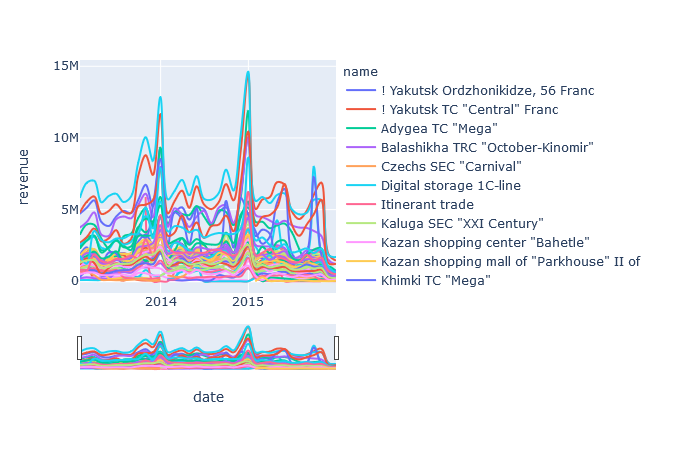 15M
10M
5M
0
revenue
2014
2015
date
name
! Yakutsk Ordzhonikidze, 56 Franc
! Yakutsk TC "Central" Franc
Adygea TC "Mega"
Balashikha TRC "October-Kinomir"
Czechs SEC "Carnival"
Digital storage 1C-line
Itinerant trade
Kaluga SEC "XXI Century"
Kazan shopping center "Bahetle"
Kazan shopping mall of "Parkhouse" II of
Khimki TC "Mega"